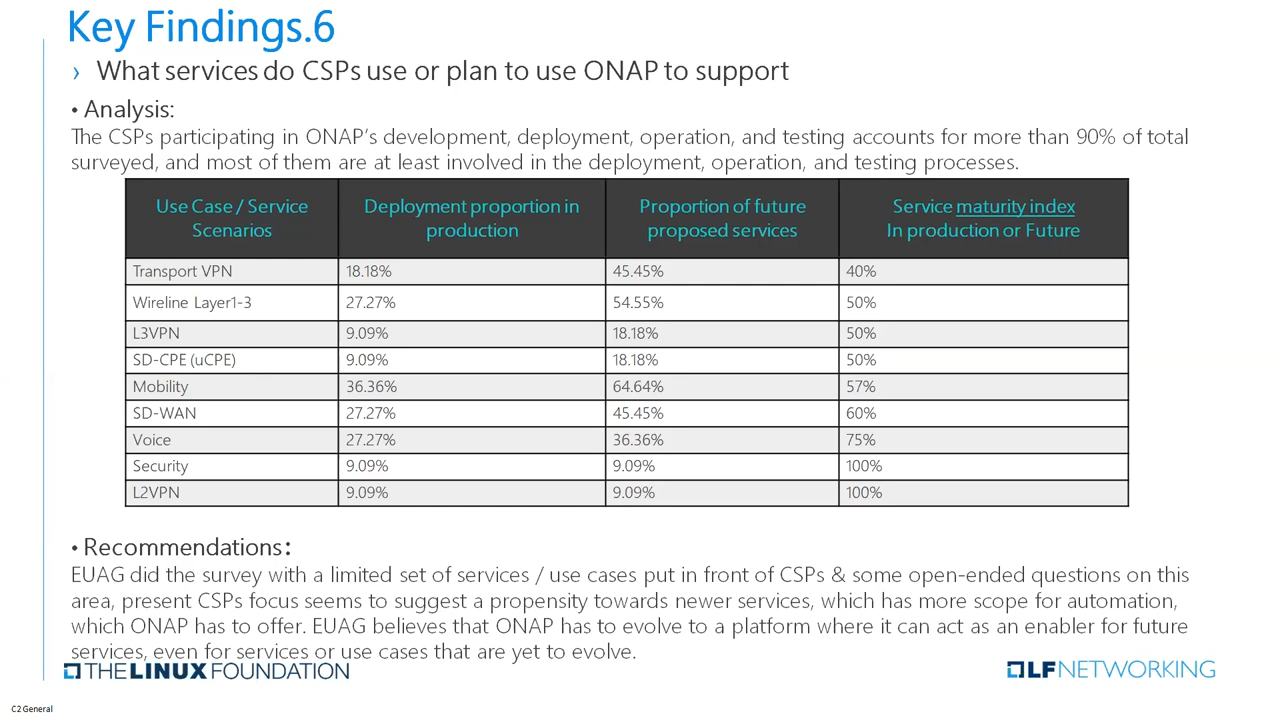 Key Findings.6
› What services do CSPs use or plan to use ONAP to support
• Analysis:
The CSPs participating in ONAP's development, deployment, operation, and testing accounts for more than 90% of total
surveyed, and most of them are at least involved in the deployment, operation, and testing processes.
Use Case / Service Scenarios | Deployment proportion in production | Proportion of future proposed services | Service maturity index In production or Future
Transport VPN 18.18% 45.45% 40%
Wireline Layer1-3 27.27% 54.55% 50%
L3VPN 9.09% 18.18% 50%
SD-CPE (uCPE) 9.09% 18.18% 50%
Mobility 36.36% 64.64% 57%
SD-WAN 27.27% 45.45% 60%
Voice 27.27% 36.36% 75%
Security 9.09% 9.09% 100%
L2VPN 9.09% 9.09% 100%
• Recommendations：
EUAG did the survey with a limited set of services / use cases put in front of CSPs & some open-ended questions on this
area, present CSPs focus seems to suggest a propensity towards newer services, which has more scope for automation,
which ONAP has to offer. EUAG believes that ONAP has to evolve to a platform where it can act as an enabler for future
services, even for services or use cases that are yet to evolve.
THE LINUX FOUNDATION
LF NETWORKING
C2 General